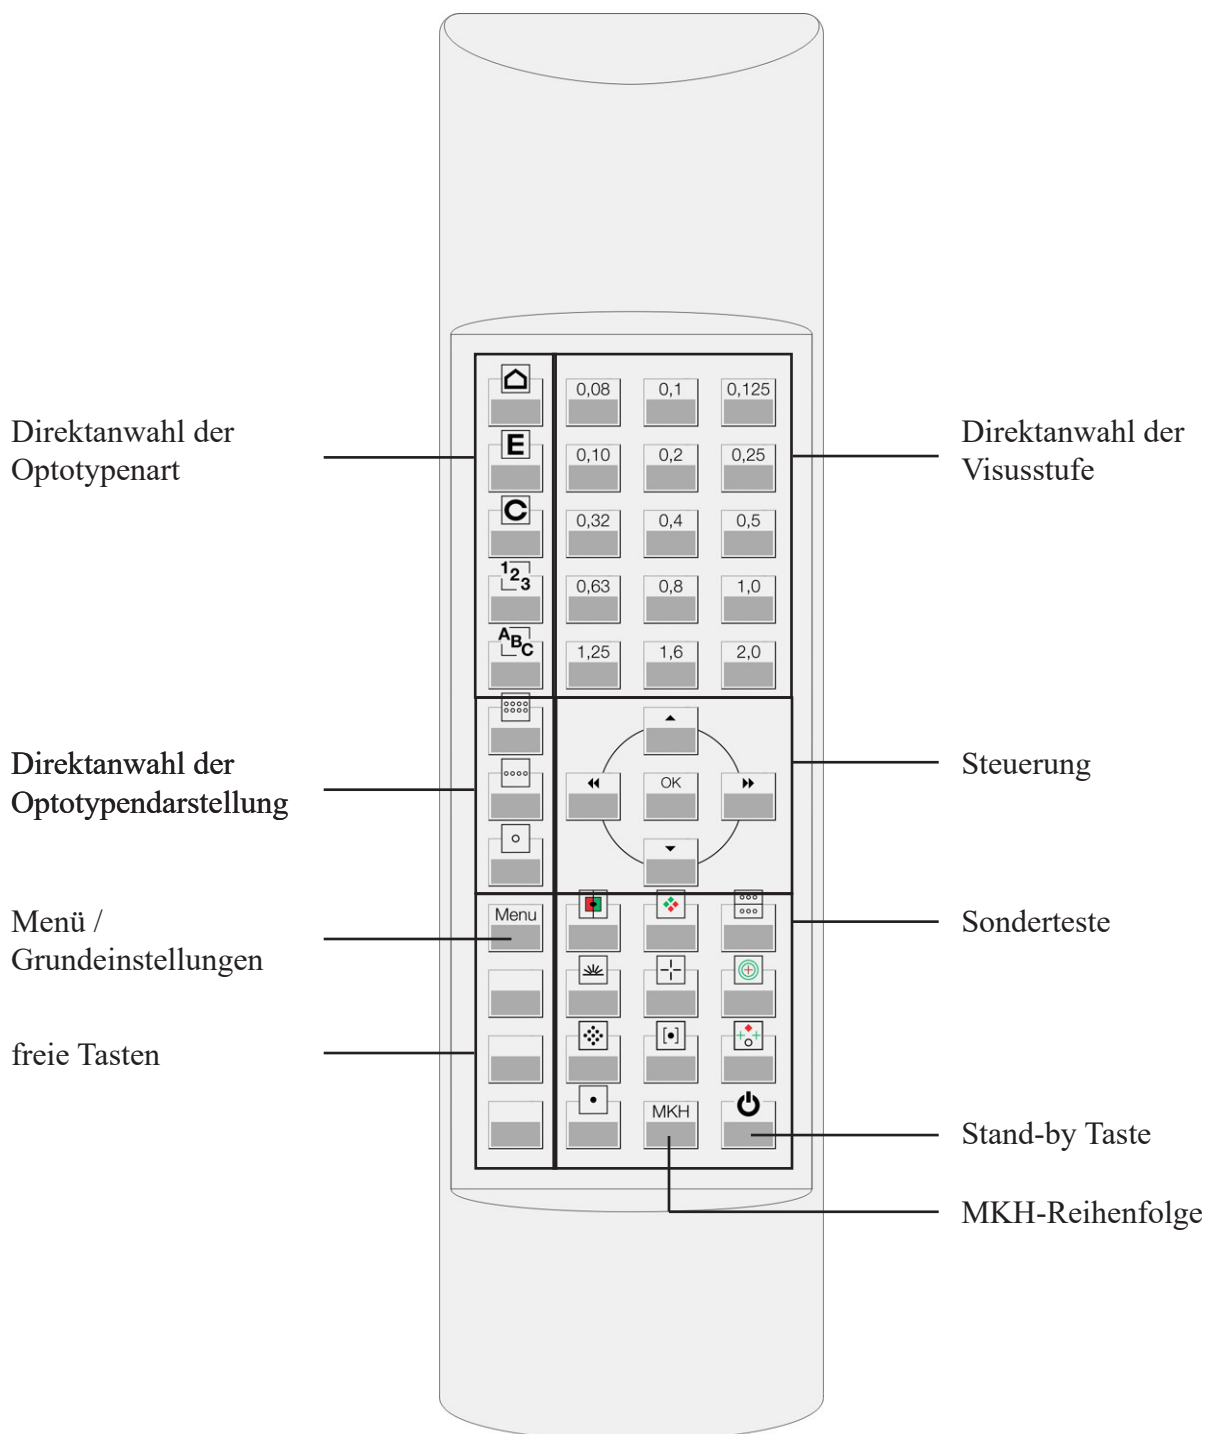 0,08 0,1 0,125
Direktanwahl der
Optotypenart
E 0,10 0,2 0,25
Direktanwahl der
Visusstufe
C 0,32 0,4 0,5
123 0,63 0,8 1,0
ABC 1,25 1,6 2,0
Direktanwahl der
Optotypendarstellung
OK
Steuerung
Menü /
Grundeinstellungen
Menu
Sonderteste
freie Tasten
MKH
Stand-by Taste
MKH-Reihenfolge